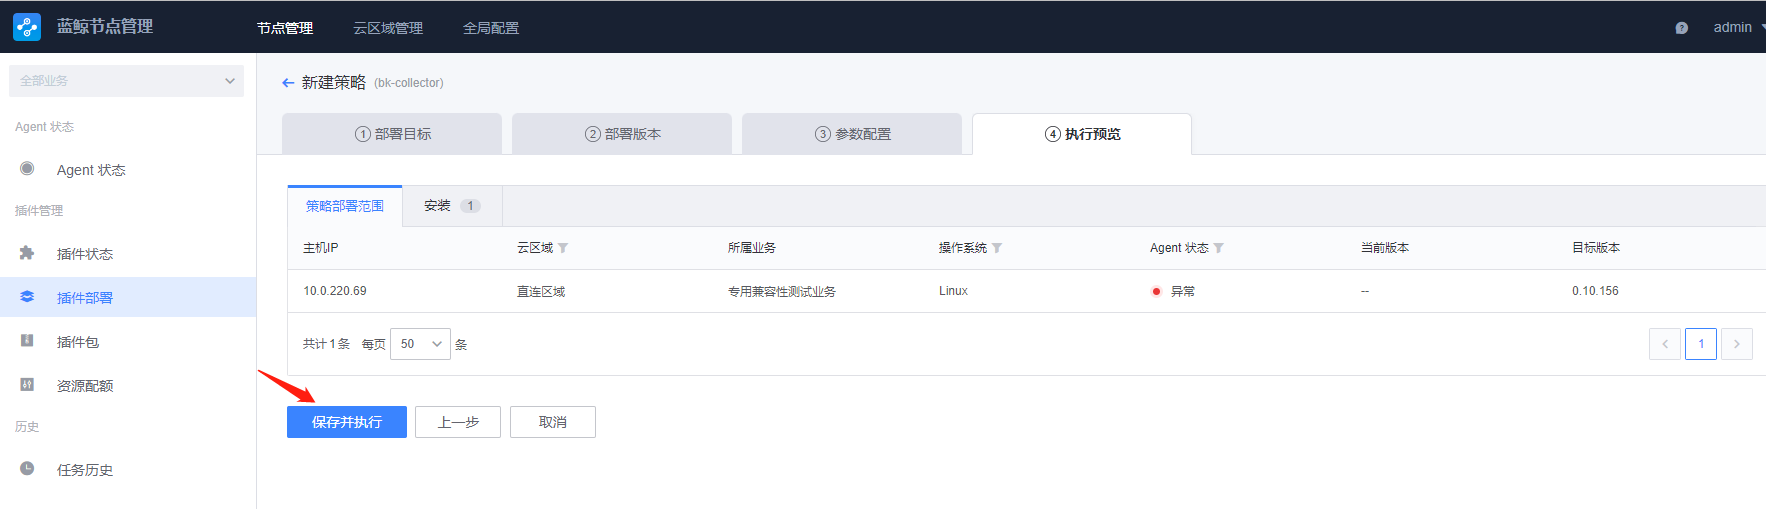 蓝鲸节点管理 节点管理 云区域管理 全局配置 admin
全部业务
Agent 状态
Agent 状态
插件管理
插件状态
插件部署
插件包
资源配额
历史
任务历史
新建策略 (bk-collector)
1 部署目标 2 部署版本 3 参数配置 4 执行预览
策略部署范围 安装 1
主机IP 云区域 所属业务 操作系统 Agent 状态 当前版本 目标版本
10.0.220.69 直连区域 专用兼容性测试业务 Linux 异常 -- 0.10.156
共计1条 每页 50 条 1
保存并执行 上一步 取消